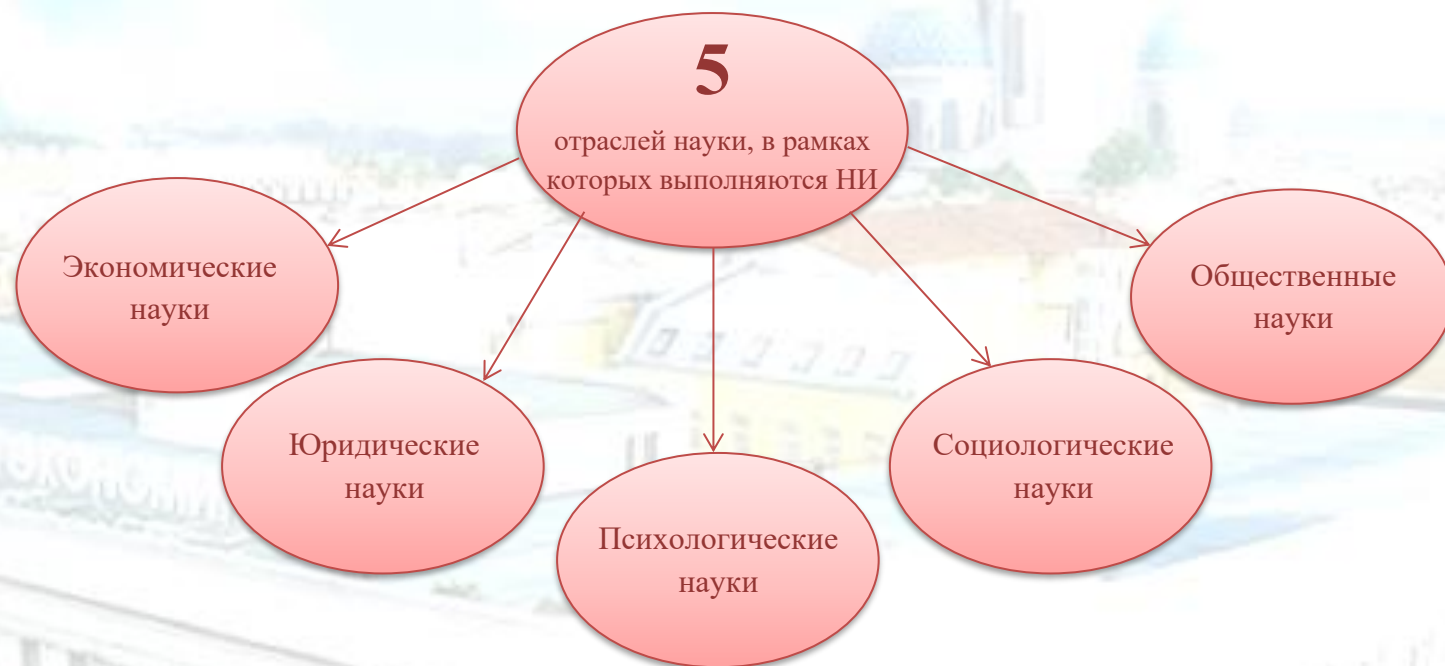 5
отраслей науки, в рамках
которых выполняются НИ
Экономические
науки
Общественные
науки
Юридические
науки
Социологические
науки
Психологические
науки